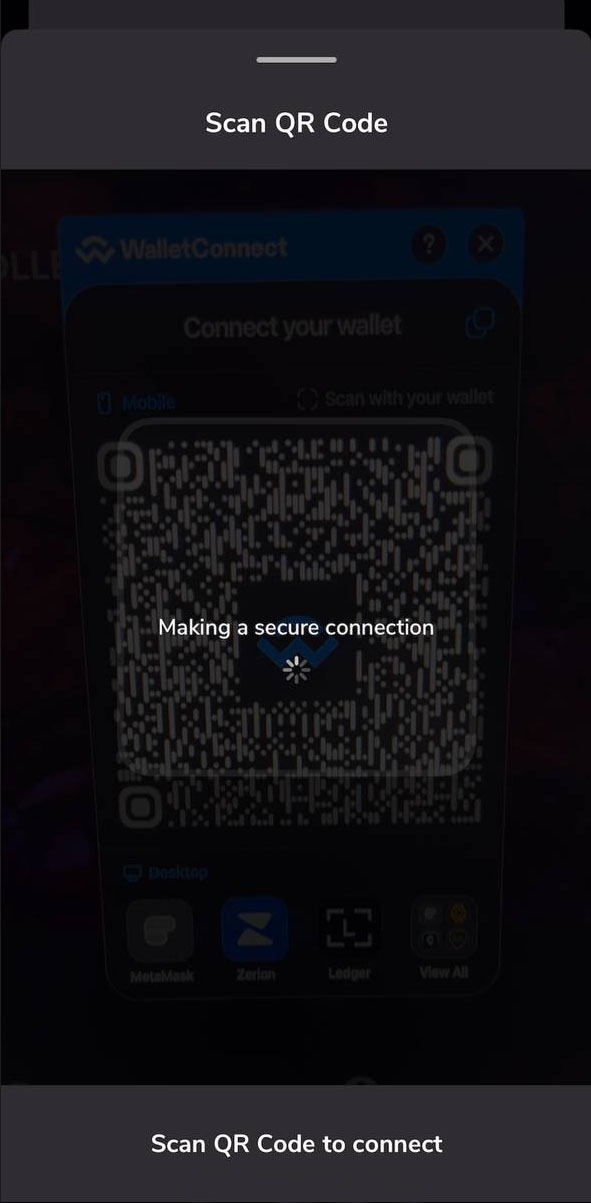 Scan QR Code
OLLE
WalletConnect
?
Connect your wallet
Mobile
Scan with your wallet
Making a secure connection
Desktop
MetaMask
Zerion
Ledger
View All
Scan QR Code to connect